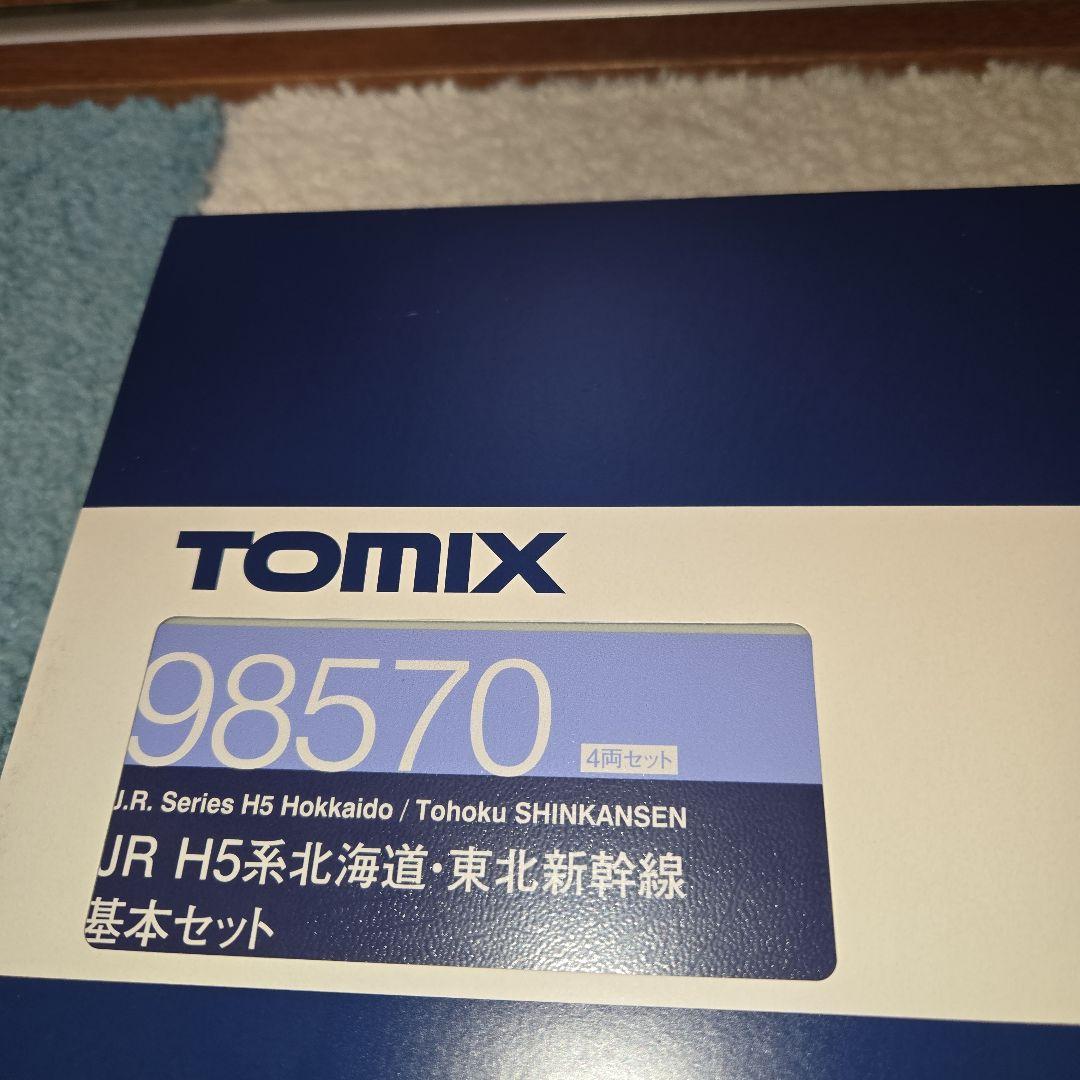 TOMIX
98570
4両セット
J.R. Series H5 Hokkaido / Tohoku SHINKANSEN
JR H5系北海道・東北新幹線
基本セット